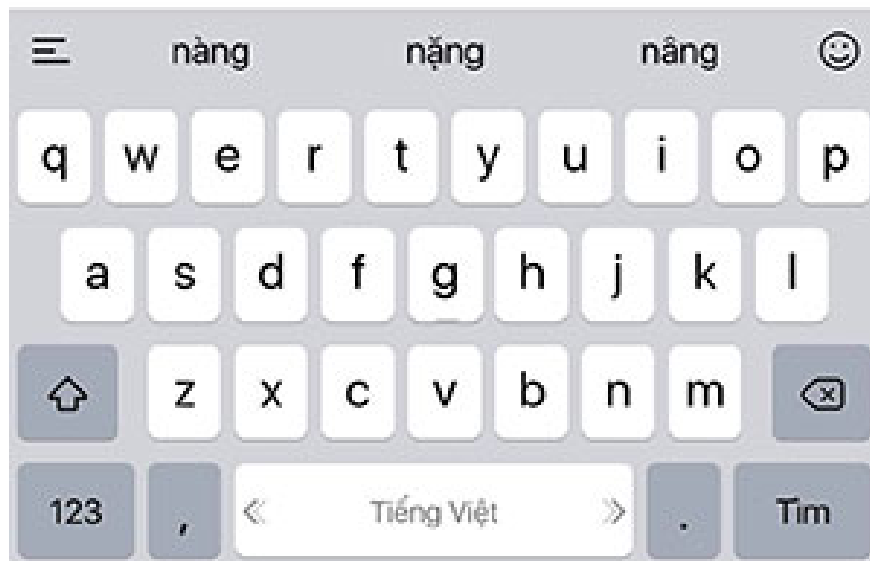 nàng nặng nâng
q w e r t y u i o p
a s d f g h j k l
z x c v b n m
123 , Tiếng Việt . Tìm